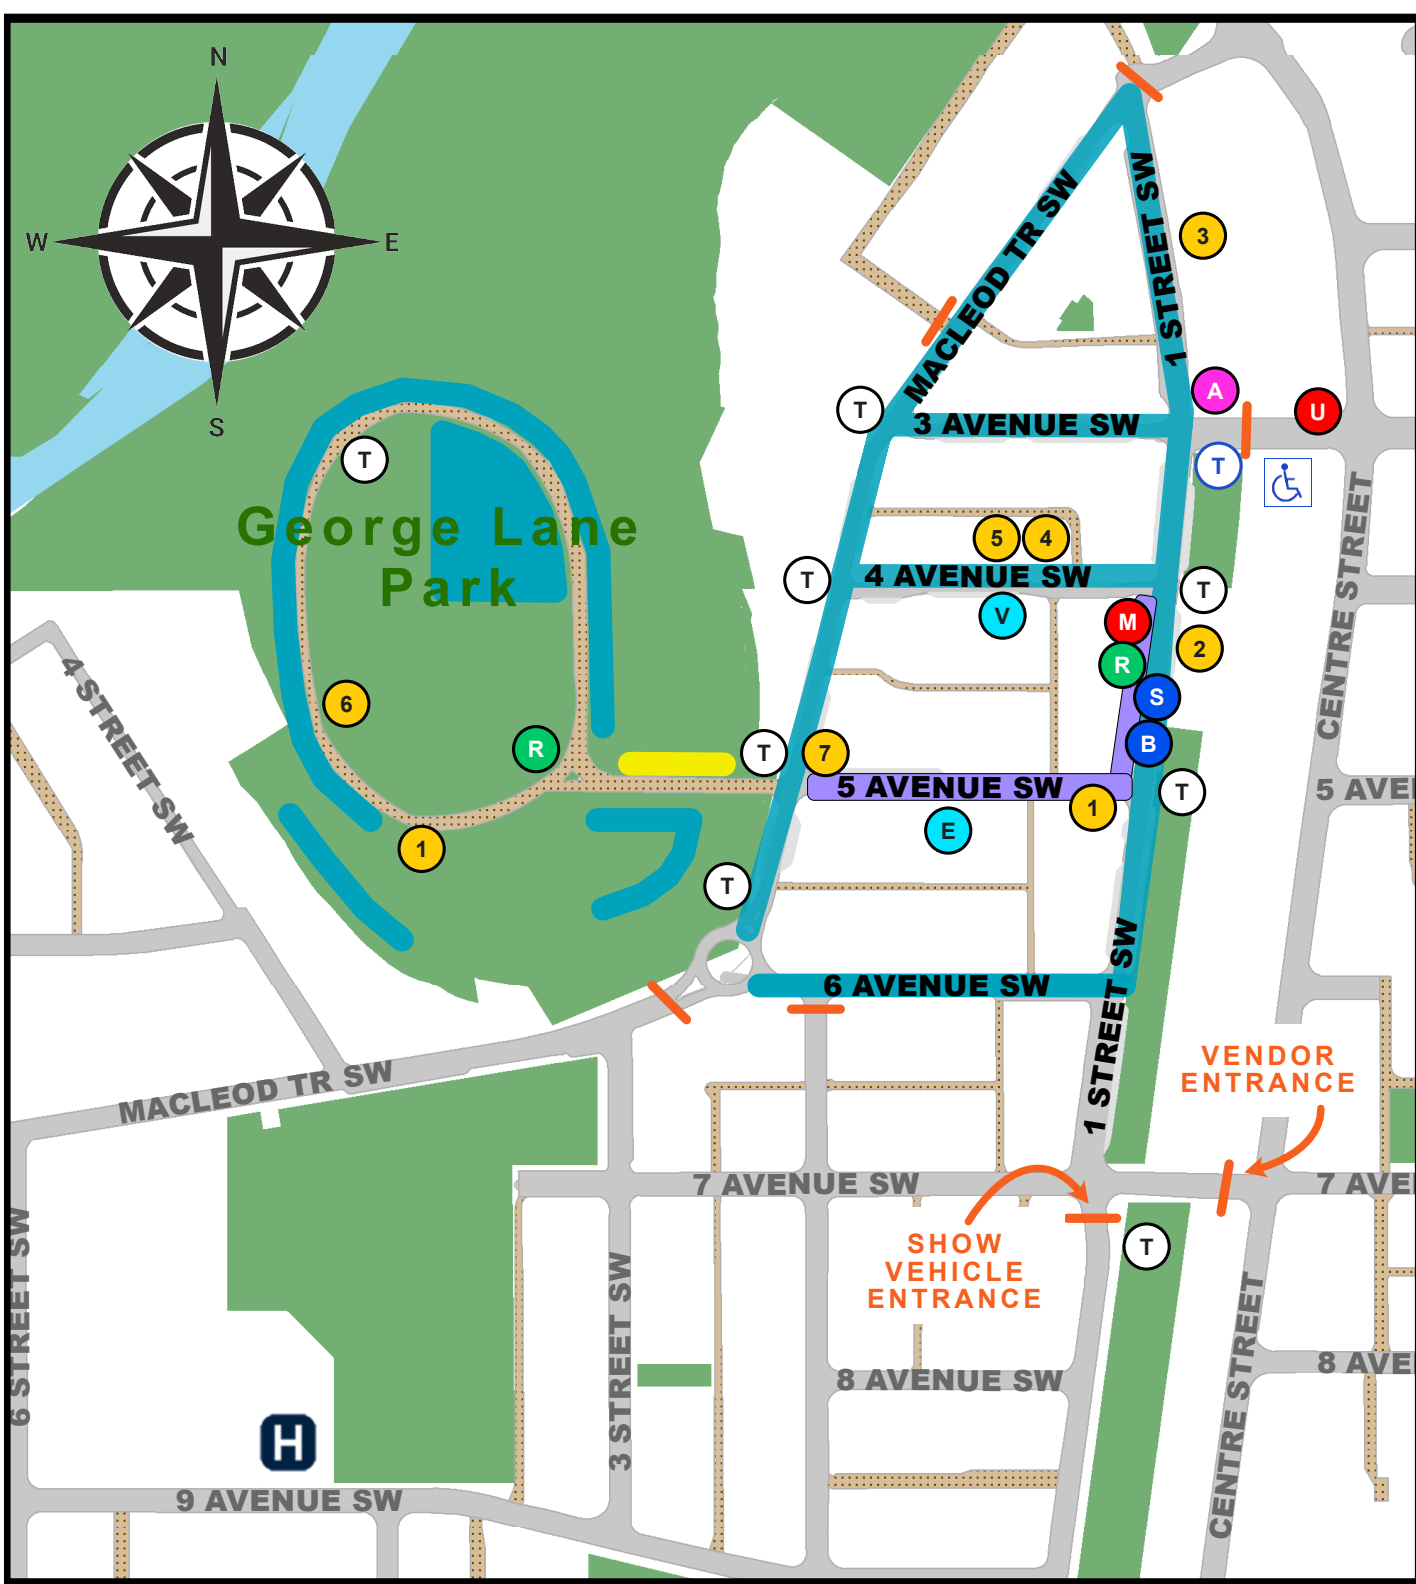 N
W
E
S
MACLEOD TR SW
1 STREET SW
3
A
U
T
3 AVENUE SW
T
T
George Lane
Park
5
4
T
4 AVENUE SW
T
V
M
2
R
S
6
B
R
T
7
5 AVENUE SW
T
1
E
1
T
4 STREET SW
CENTRE STREET
5 AVE
1 STREET SW
6 AVENUE SW
1 STREET SW
VENDOR
ENTRANCE
MACLEOD TR SW
7 AVENUE SW
7 AVE
SHOW
VEHICLE
ENTRANCE
T
6 STREET SW
3 STREET SW
8 AVENUE SW
8 AVE
CENTRE STREET
H
9 AVENUE SW